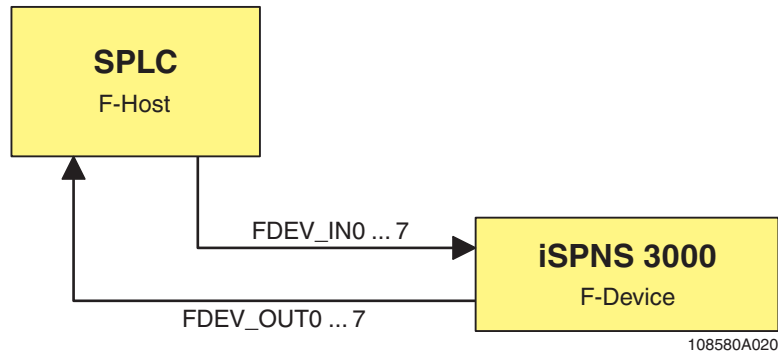 SPLC
F-Host
FDEV_IN0 ... 7
iSPNS 3000
F-Device
FDEV_OUT0 ... 7
108580A020